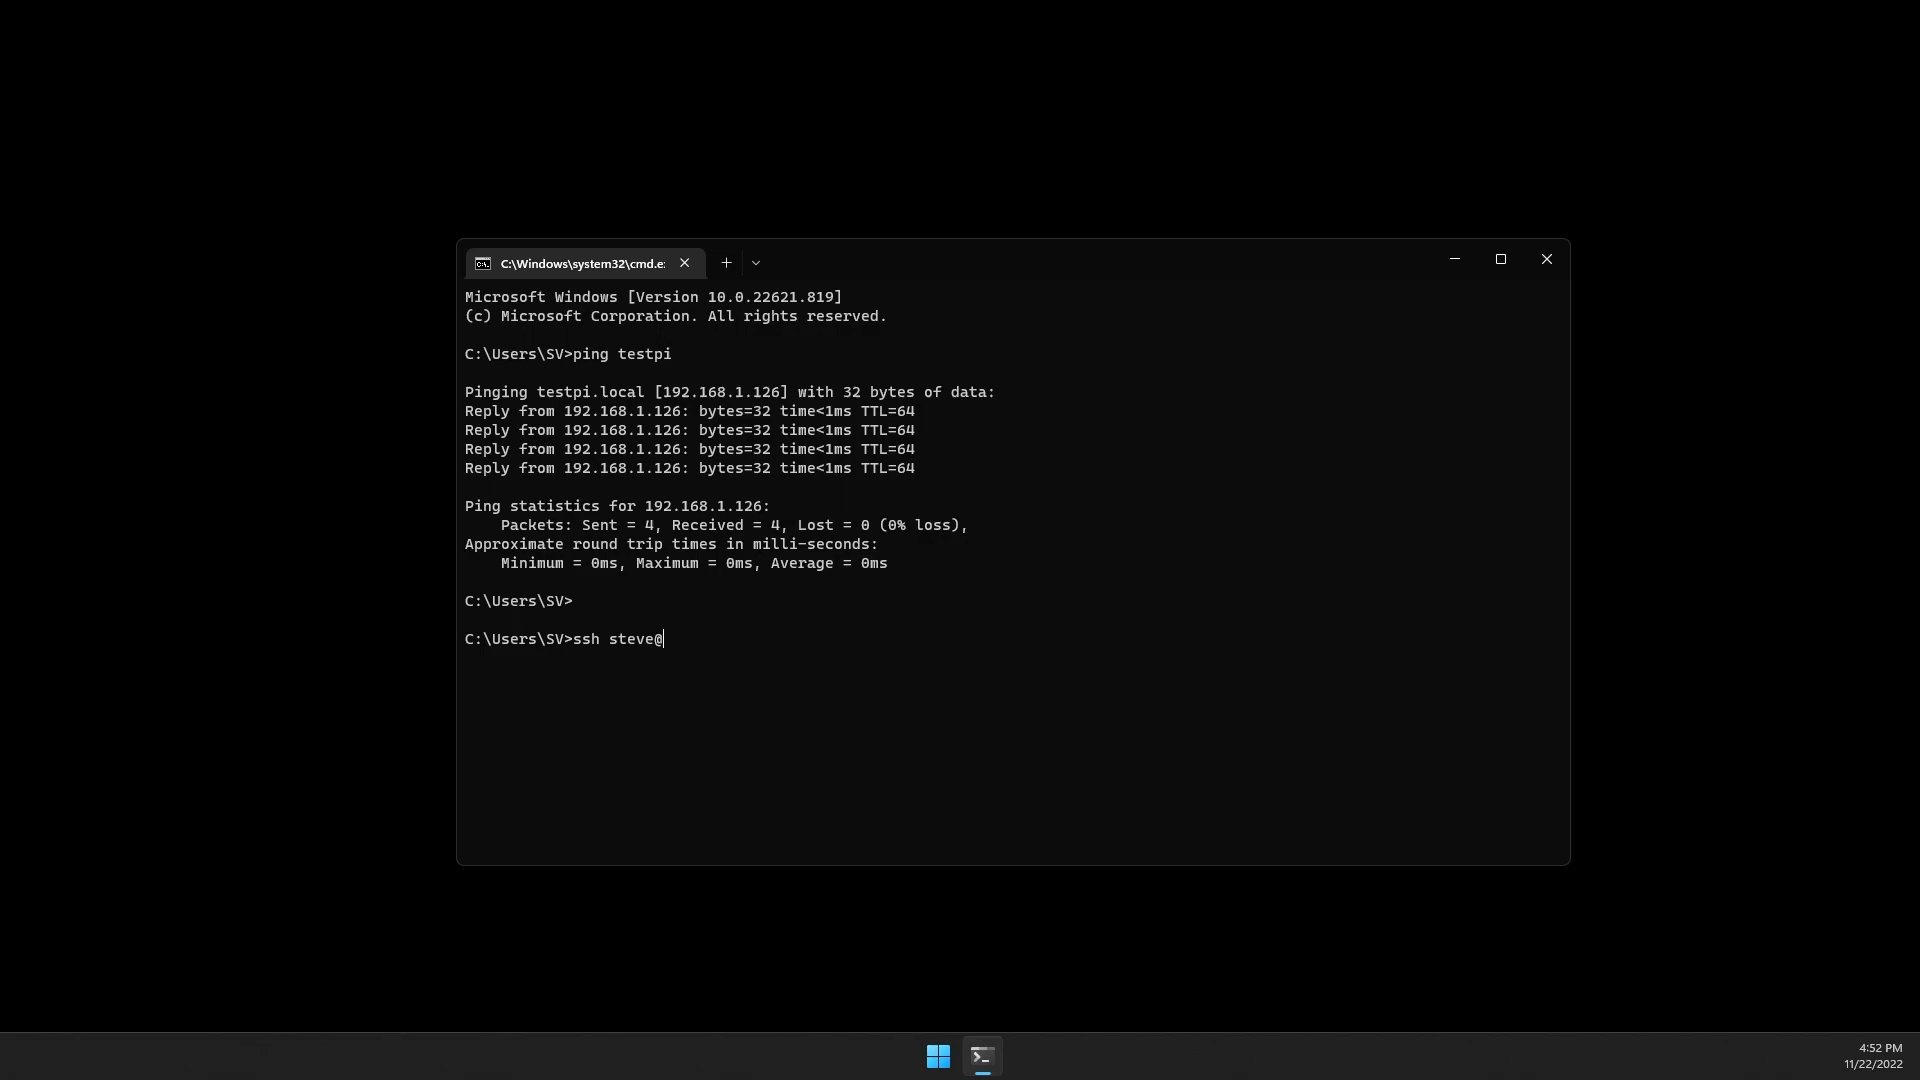 C:\Windows\system32\cmd.e:
Microsoft Windows [Version 10.0.22621.819]
(c) Microsoft Corporation. All rights reserved.
C:\Users\SV>ping testpi
Pinging testpi.local [192.168.1.126] with 32 bytes of data:
Reply from 192.168.1.126: bytes=32 time<1ms TTL=64
Reply from 192.168.1.126: bytes=32 time<1ms TTL=64
Reply from 192.168.1.126: bytes=32 time<1ms TTL=64
Reply from 192.168.1.126: bytes=32 time<1ms TTL=64
Ping statistics for 192.168.1.126:
    Packets: Sent = 4, Received = 4, Lost = 0 (0% loss),
Approximate round trip times in milli-seconds:
    Minimum = 0ms, Maximum = 0ms, Average = 0ms
C:\Users\SV>
C:\Users\SV>ssh steve@
4:52 PM
11/22/2022